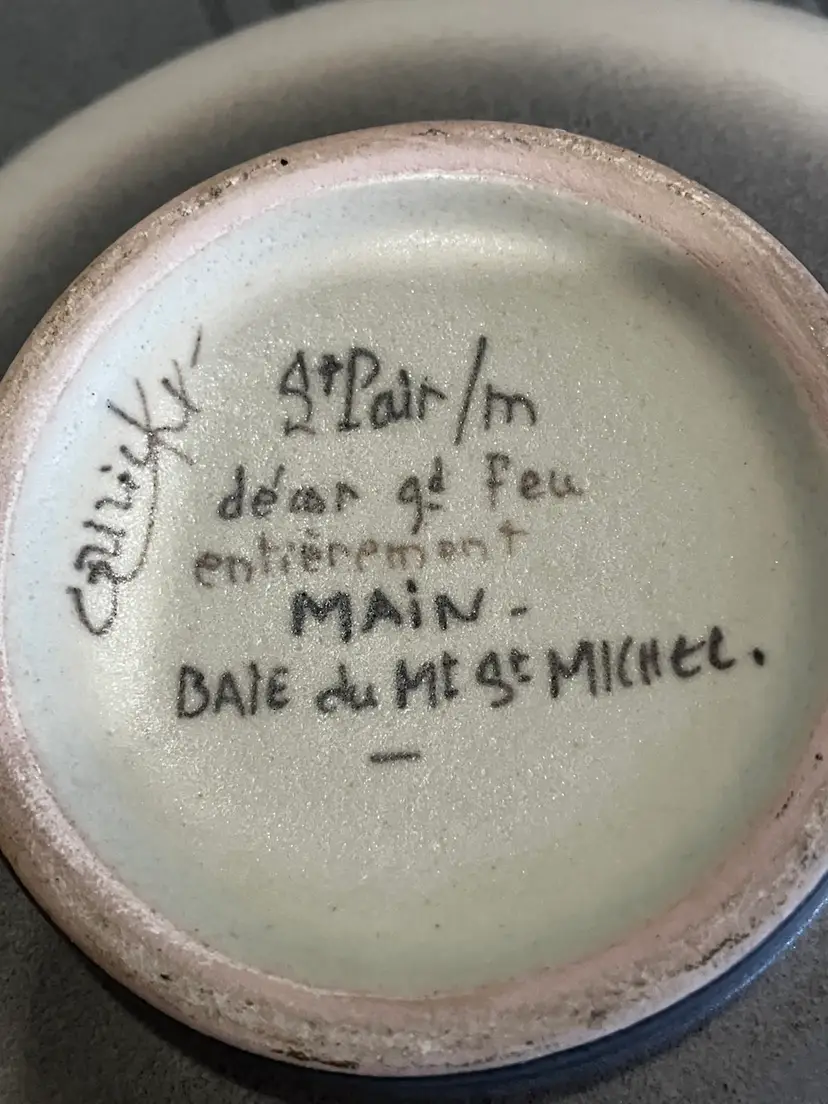 St Pair/m
décor gd Feu
entièrement
MAIN -
BAIE du Mt St MICHEL.